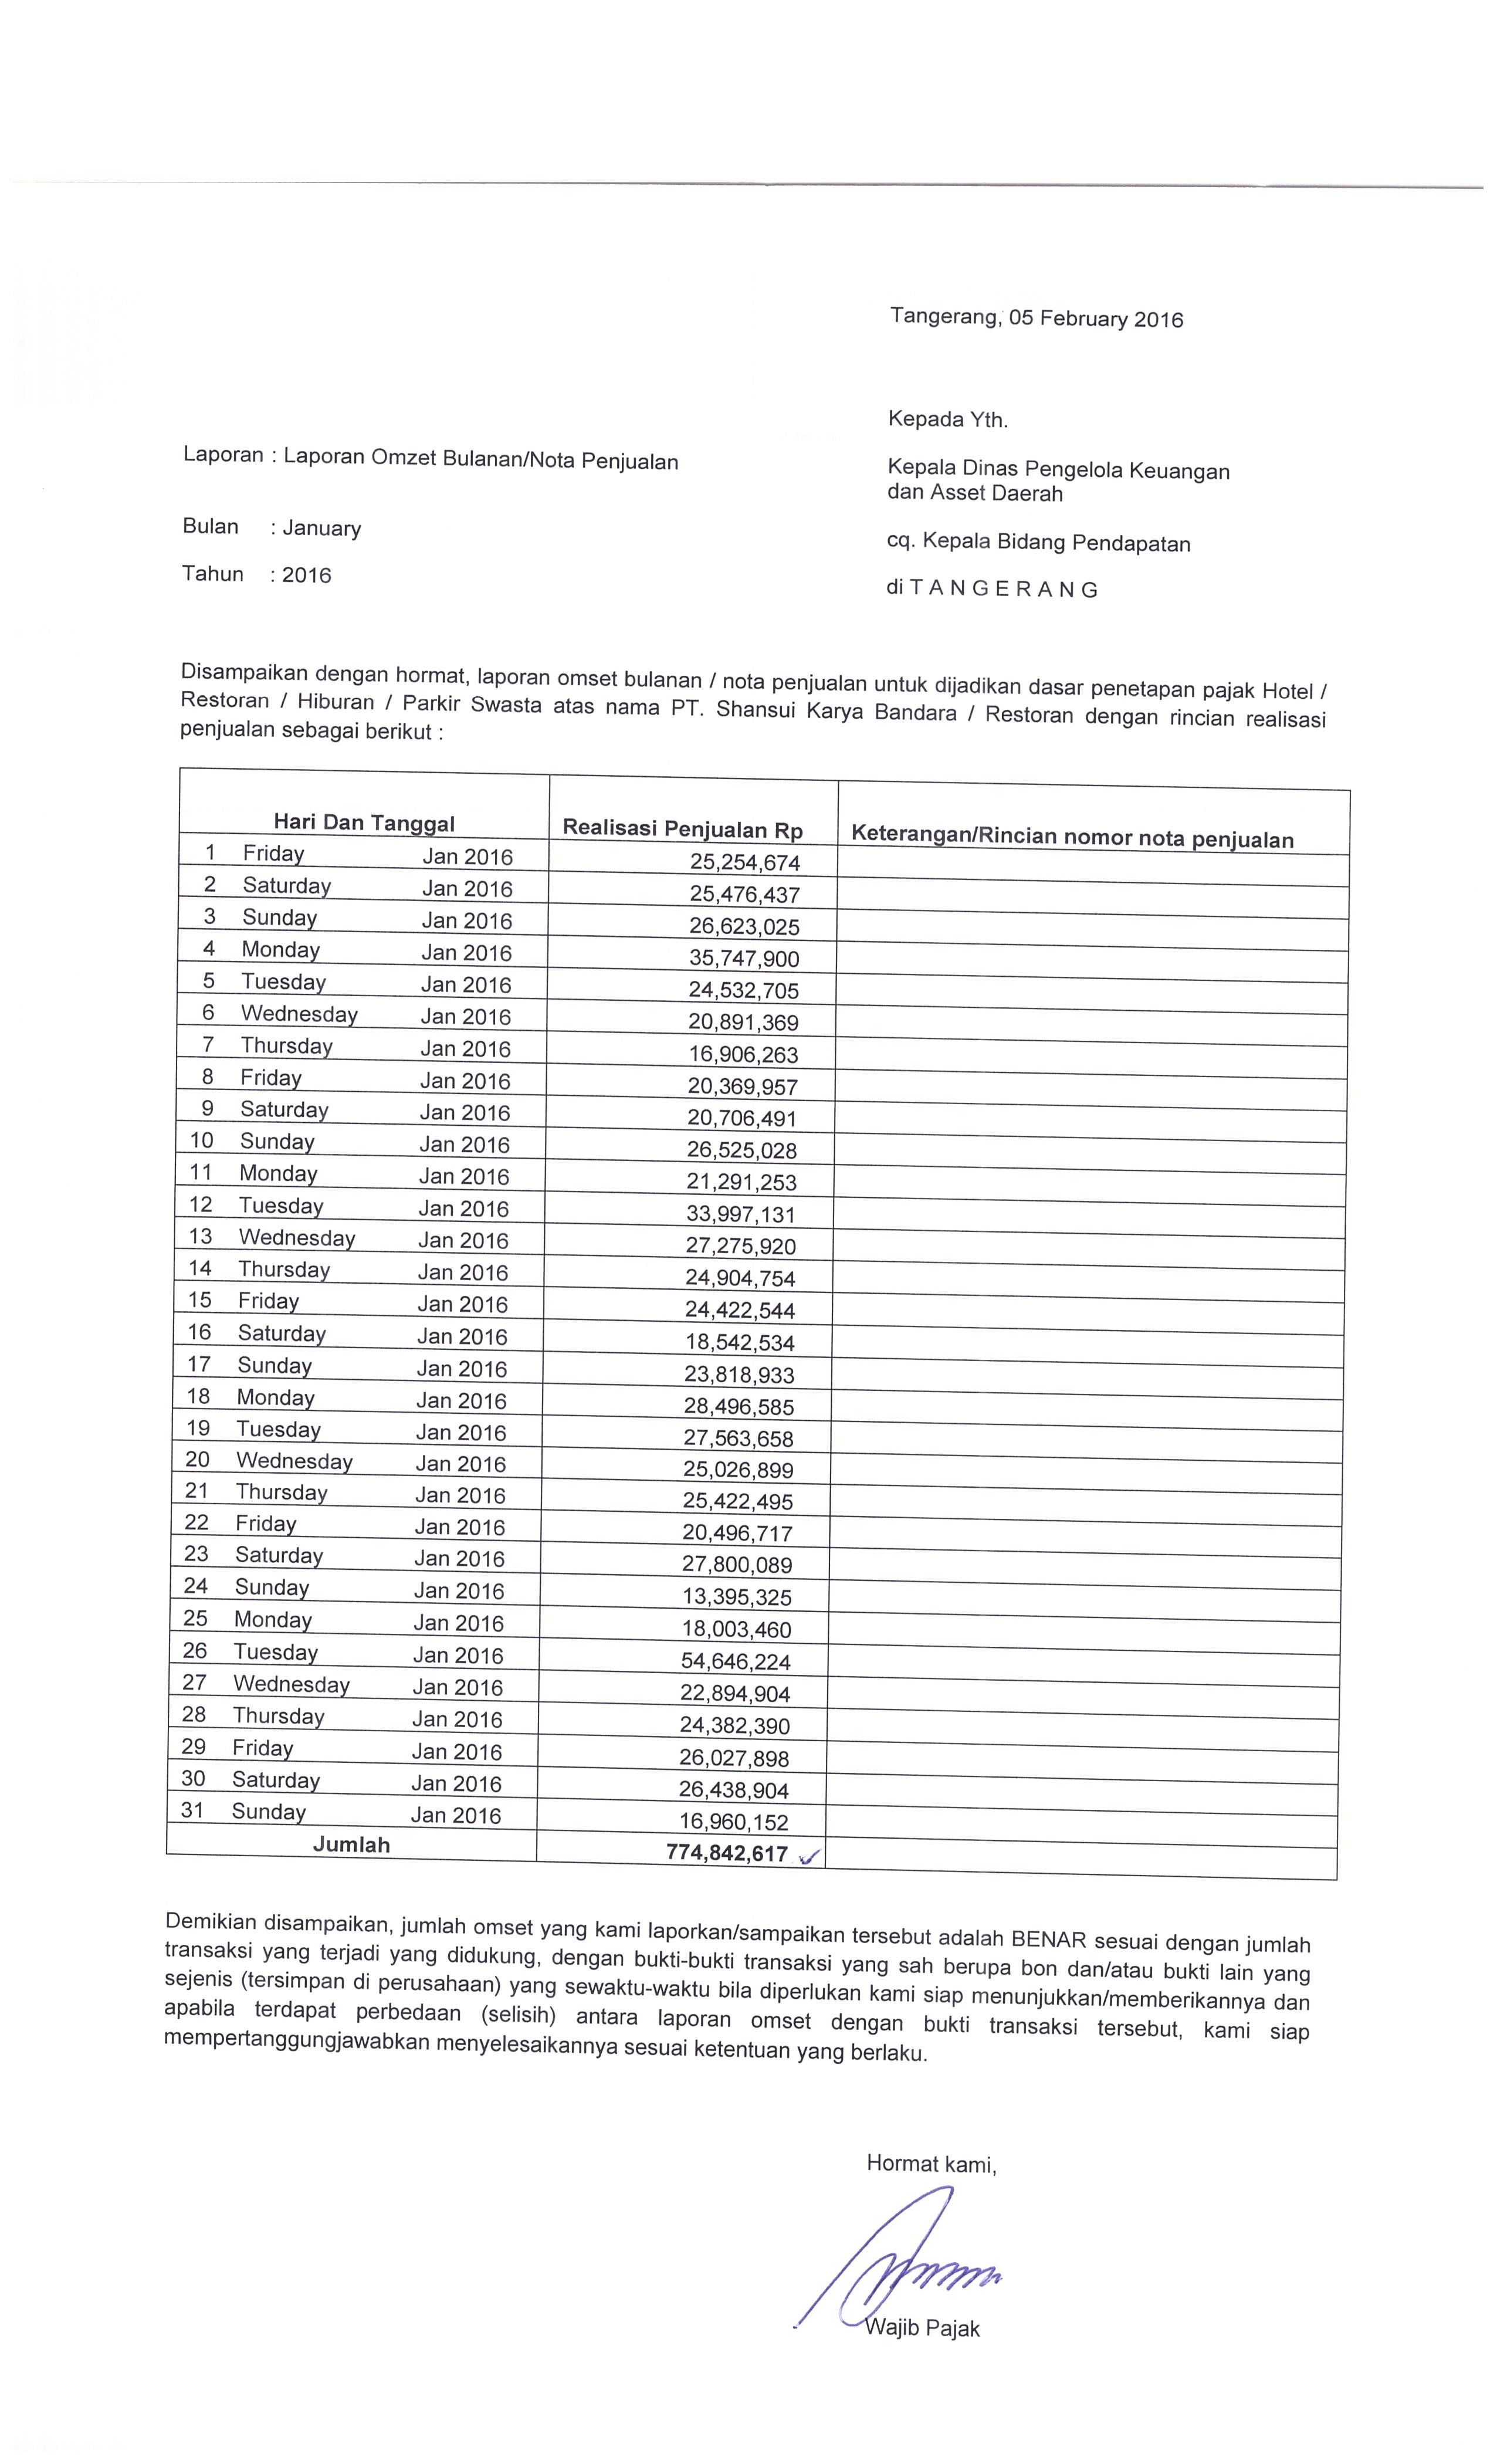 Tangerang, 05 February 2016
Kepada Yth.
Laporan : Laporan Omzet Bulanan/Nota Penjualan
Kepala Dinas Pengelola Keuangan
dan Asset Daerah
Bulan : January
cq. Kepala Bidang Pendapatan
Tahun : 2016
di T A N G E R A N G
Disampaikan dengan hormat, laporan omset bulanan / nota penjualan untuk dijadikan dasar penetapan pajak Hotel /
Restoran / Hiburan / Parkir Swasta atas nama PT. Shansui Karya Bandara / Restoran dengan rincian realisasi
penjualan sebagai berikut :
Hari Dan Tanggal Realisasi Penjualan Rp Keterangan/Rincian nomor nota penjualan
1 Friday Jan 2016 25,254,674
2 Saturday Jan 2016 25,476,437
3 Sunday Jan 2016 26,623,025
4 Monday Jan 2016 35,747,900
5 Tuesday Jan 2016 24,532,705
6 Wednesday Jan 2016 20,891,369
7 Thursday Jan 2016 16,906,263
8 Friday Jan 2016 20,369,957
9 Saturday Jan 2016 20,706,491
10 Sunday Jan 2016 26,525,028
11 Monday Jan 2016 21,291,253
12 Tuesday Jan 2016 33,997,131
13 Wednesday Jan 2016 27,275,920
14 Thursday Jan 2016 24,904,754
15 Friday Jan 2016 24,422,544
16 Saturday Jan 2016 18,542,534
17 Sunday Jan 2016 23,818,933
18 Monday Jan 2016 28,496,585
19 Tuesday Jan 2016 27,563,658
20 Wednesday Jan 2016 25,026,899
21 Thursday Jan 2016 25,422,495
22 Friday Jan 2016 20,496,717
23 Saturday Jan 2016 27,800,089
24 Sunday Jan 2016 13,395,325
25 Monday Jan 2016 18,003,460
26 Tuesday Jan 2016 54,646,224
27 Wednesday Jan 2016 22,894,904
28 Thursday Jan 2016 24,382,390
29 Friday Jan 2016 26,027,898
30 Saturday Jan 2016 26,438,904
31 Sunday Jan 2016 16,960,152
Jumlah 774,842,617
Demikian disampaikan, jumlah omset yang kami laporkan/sampaikan tersebut adalah BENAR sesuai dengan jumlah
transaksi yang terjadi yang didukung, dengan bukti-bukti transaksi yang sah berupa bon dan/atau bukti lain yang
sejenis (tersimpan di perusahaan) yang sewaktu-waktu bila diperlukan kami siap menunjukkan/memberikannya dan
apabila terdapat perbedaan (selisih) antara laporan omset dengan bukti transaksi tersebut, kami siap
mempertanggungjawabkan menyelesaikannya sesuai ketentuan yang berlaku.
Hormat kami,
Wajib Pajak